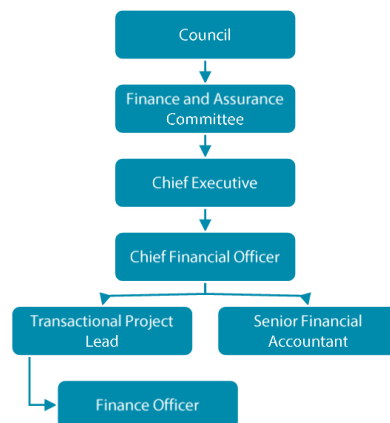 Council
Finance and Assurance
Committee
Chief Executive
Chief Financial Officer
Transactional Project
Lead
Senior Financial
Accountant
Finance Officer